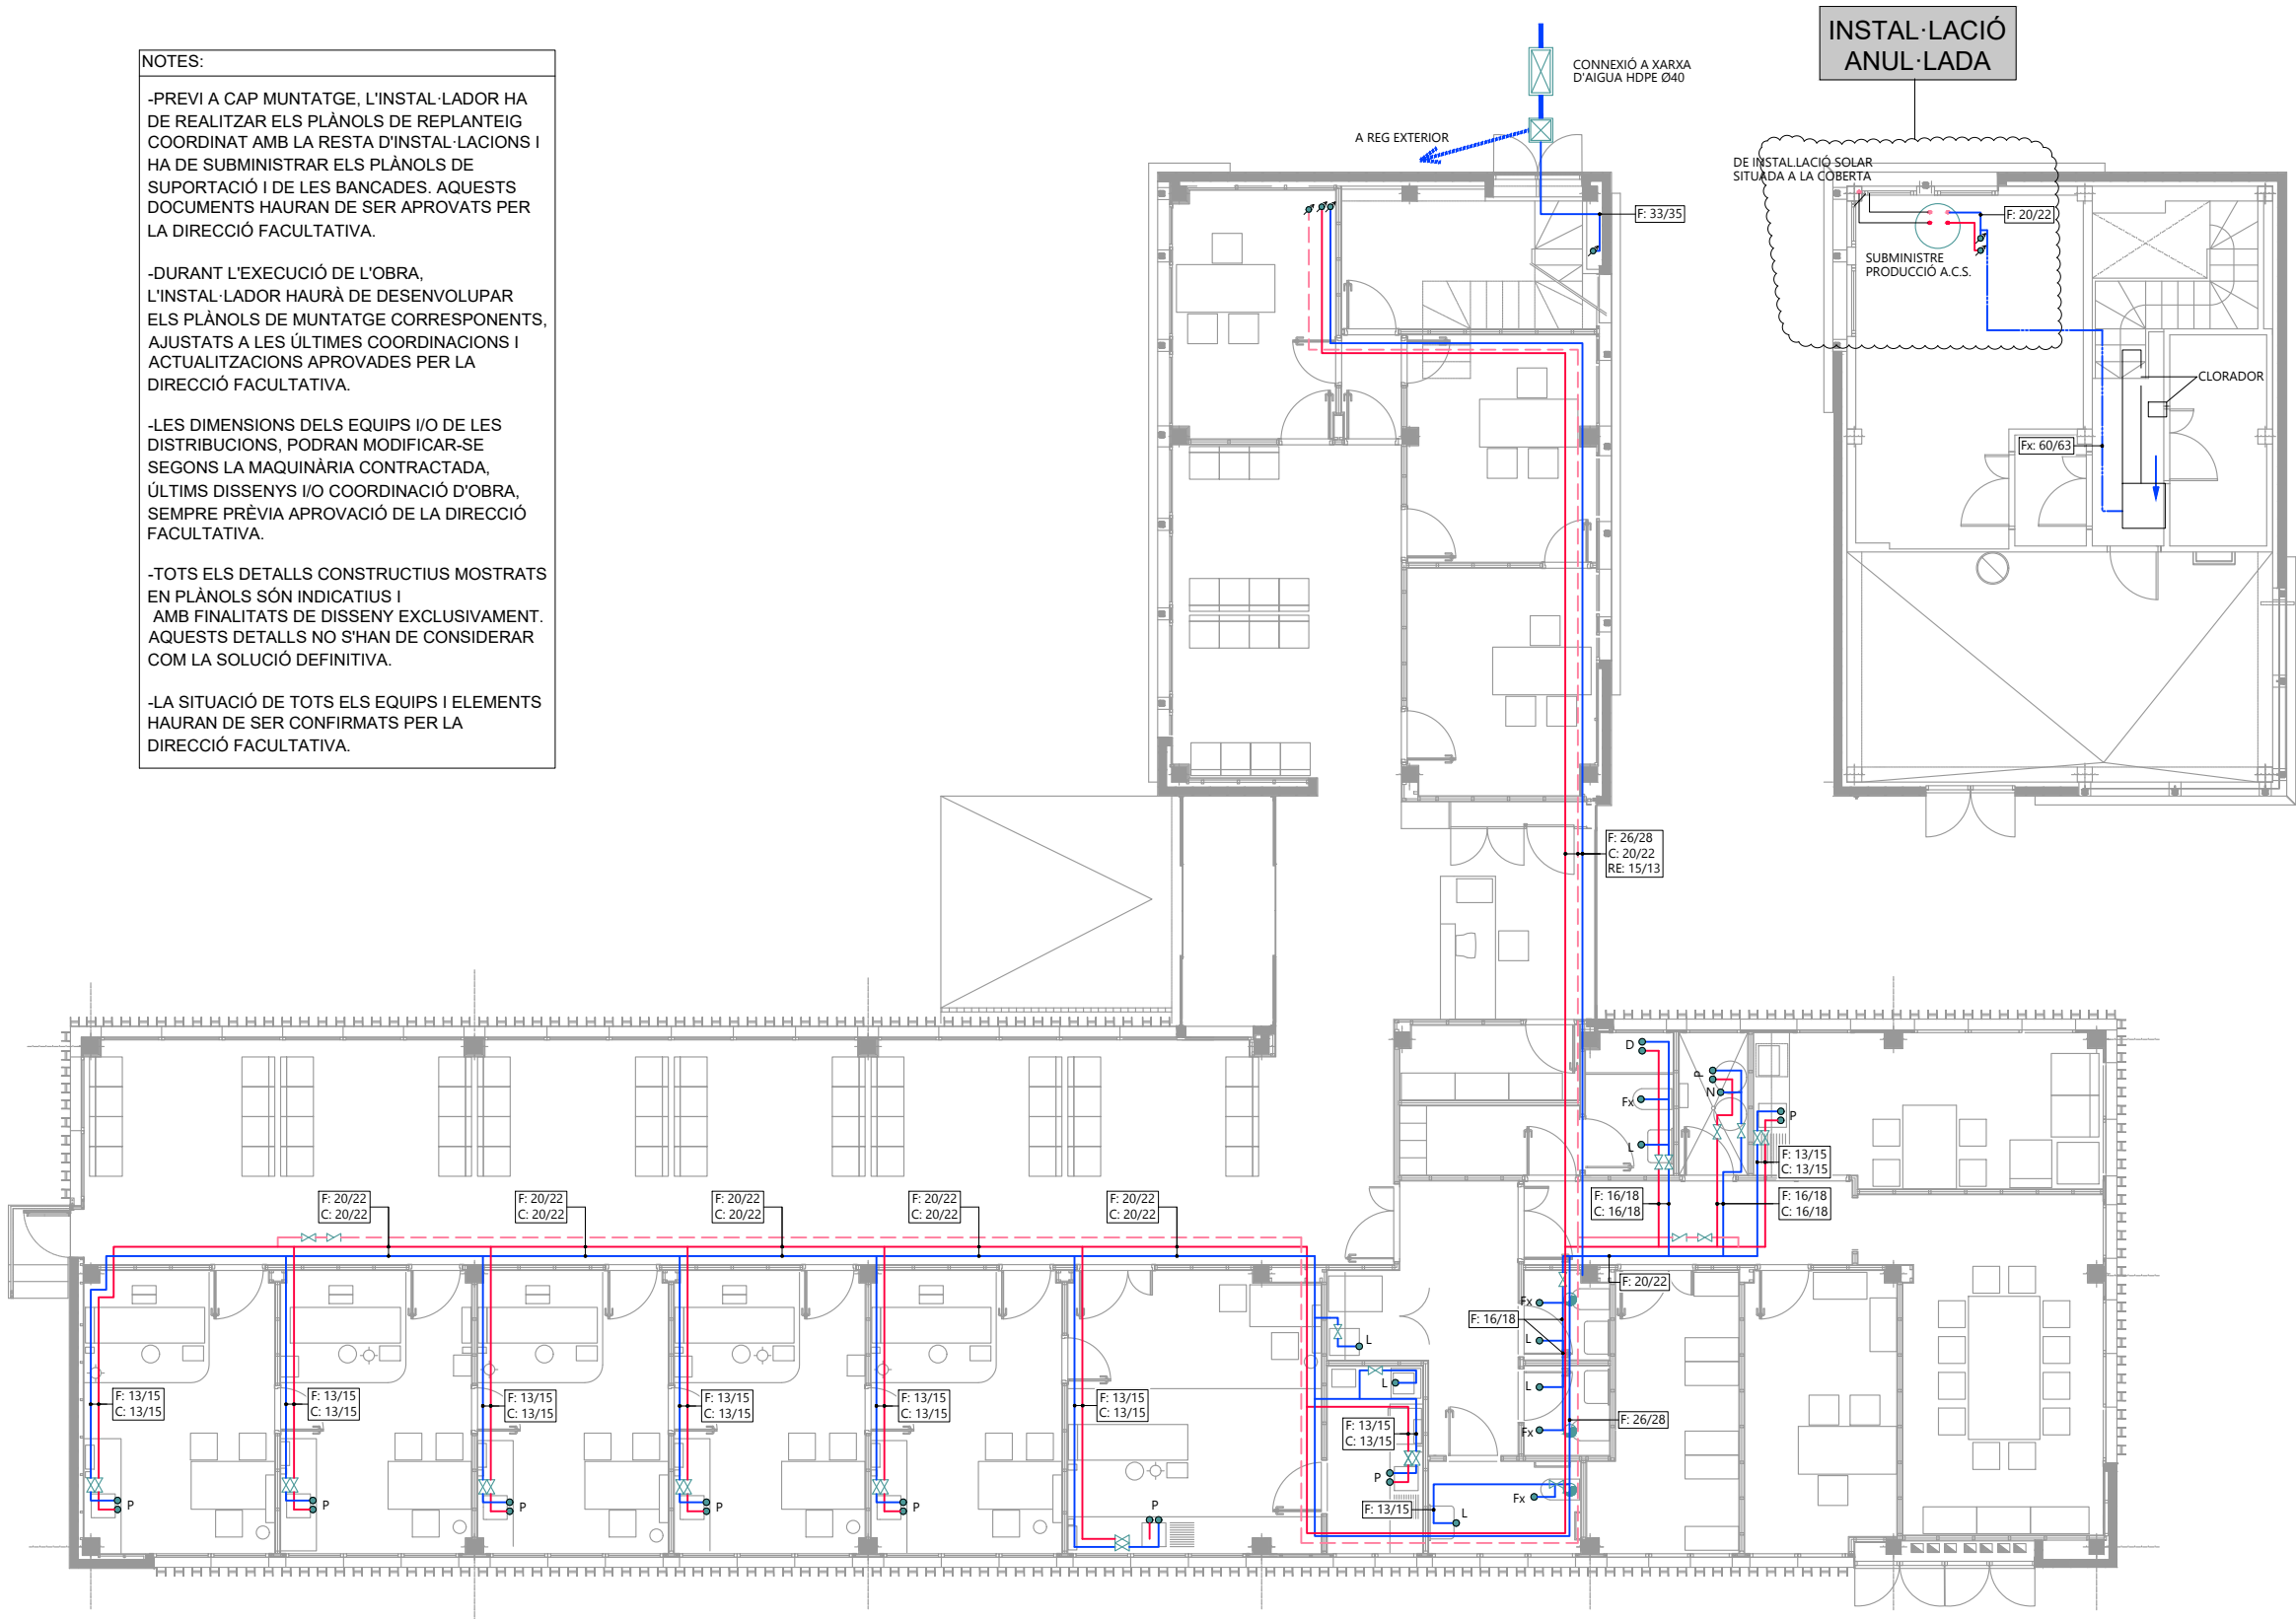 NOTES:
-PREVI A CAP MUNTATGE, L'INSTAL·LADOR HA
DE REALITZAR ELS PLÀNOLS DE REPLANTEIG
COORDINAT AMB LA RESTA D'INSTAL·LACIONS I
HA DE SUBMINISTRAR ELS PLÀNOLS DE
SUPORTACIÓ I DE LES BANCADES. AQUESTS
DOCUMENTS HAURAN DE SER APROVATS PER
LA DIRECCIÓ FACULTATIVA.
-DURANT L'EXECUCIÓ DE L'OBRA,
L'INSTAL·LADOR HAURÀ DE DESENVOLUPAR
ELS PLÀNOLS DE MUNTATGE CORRESPONENTS,
AJUSTATS A LES ÚLTIMES COORDINACIONS I
ACTUALITZACIONS APROVADES PER LA
DIRECCIÓ FACULTATIVA.
-LES DIMENSIONS DELS EQUIPS I/O DE LES
DISTRIBUCIONS, PODRAN MODIFICAR-SE
SEGONS LA MAQUINÀRIA CONTRACTADA,
ÚLTIMS DISSENYS I/O COORDINACIÓ D'OBRA,
SEMPRE PRÈVIA APROVACIÓ DE LA DIRECCIÓ
FACULTATIVA.
-TOTS ELS DETALLS CONSTRUCTIUS MOSTRATS
EN PLÀNOLS SÓN INDICATIUS I
AMB FINALITATS DE DISSENY EXCLUSIVAMENT.
AQUESTS DETALLS NO S'HAN DE CONSIDERAR
COM LA SOLUCIÓ DEFINITIVA.
-LA SITUACIÓ DE TOTS ELS EQUIPS I ELEMENTS
HAURAN DE SER CONFIRMATS PER LA
DIRECCIÓ FACULTATIVA.
CONNEXIÓ A XARXA
D'AIGUA HDPE Ø40
A REG EXTERIOR
F: 33/35
INSTAL·LACIÓ
ANUL·LADA
DE INSTAL.LACIÓ SOLAR
SITUADA A LA COBERTA
F: 20/22
SUBMINISTRE
PRODUCCIÓ A.C.S.
CLORADOR
Fx: 60/63
F: 26/28
C: 20/22
RE: 15/13
D
Fx
L
P
N
P
F: 13/15
C: 13/15
F: 16/18
C: 16/18
F: 16/18
C: 16/18
F: 20/22
C: 20/22
F: 20/22
C: 20/22
F: 20/22
C: 20/22
F: 20/22
C: 20/22
F: 20/22
C: 20/22
F: 20/22
Fx
F: 16/18
L
L
L
L
Fx
F: 13/15
C: 13/15
F: 13/15
C: 13/15
F: 13/15
C: 13/15
F: 13/15
C: 13/15
F: 13/15
C: 13/15
F: 13/15
C: 13/15
F: 13/15
C: 13/15
F: 26/28
P
P
P
P
P
P
P
F: 13/15
L
Fx